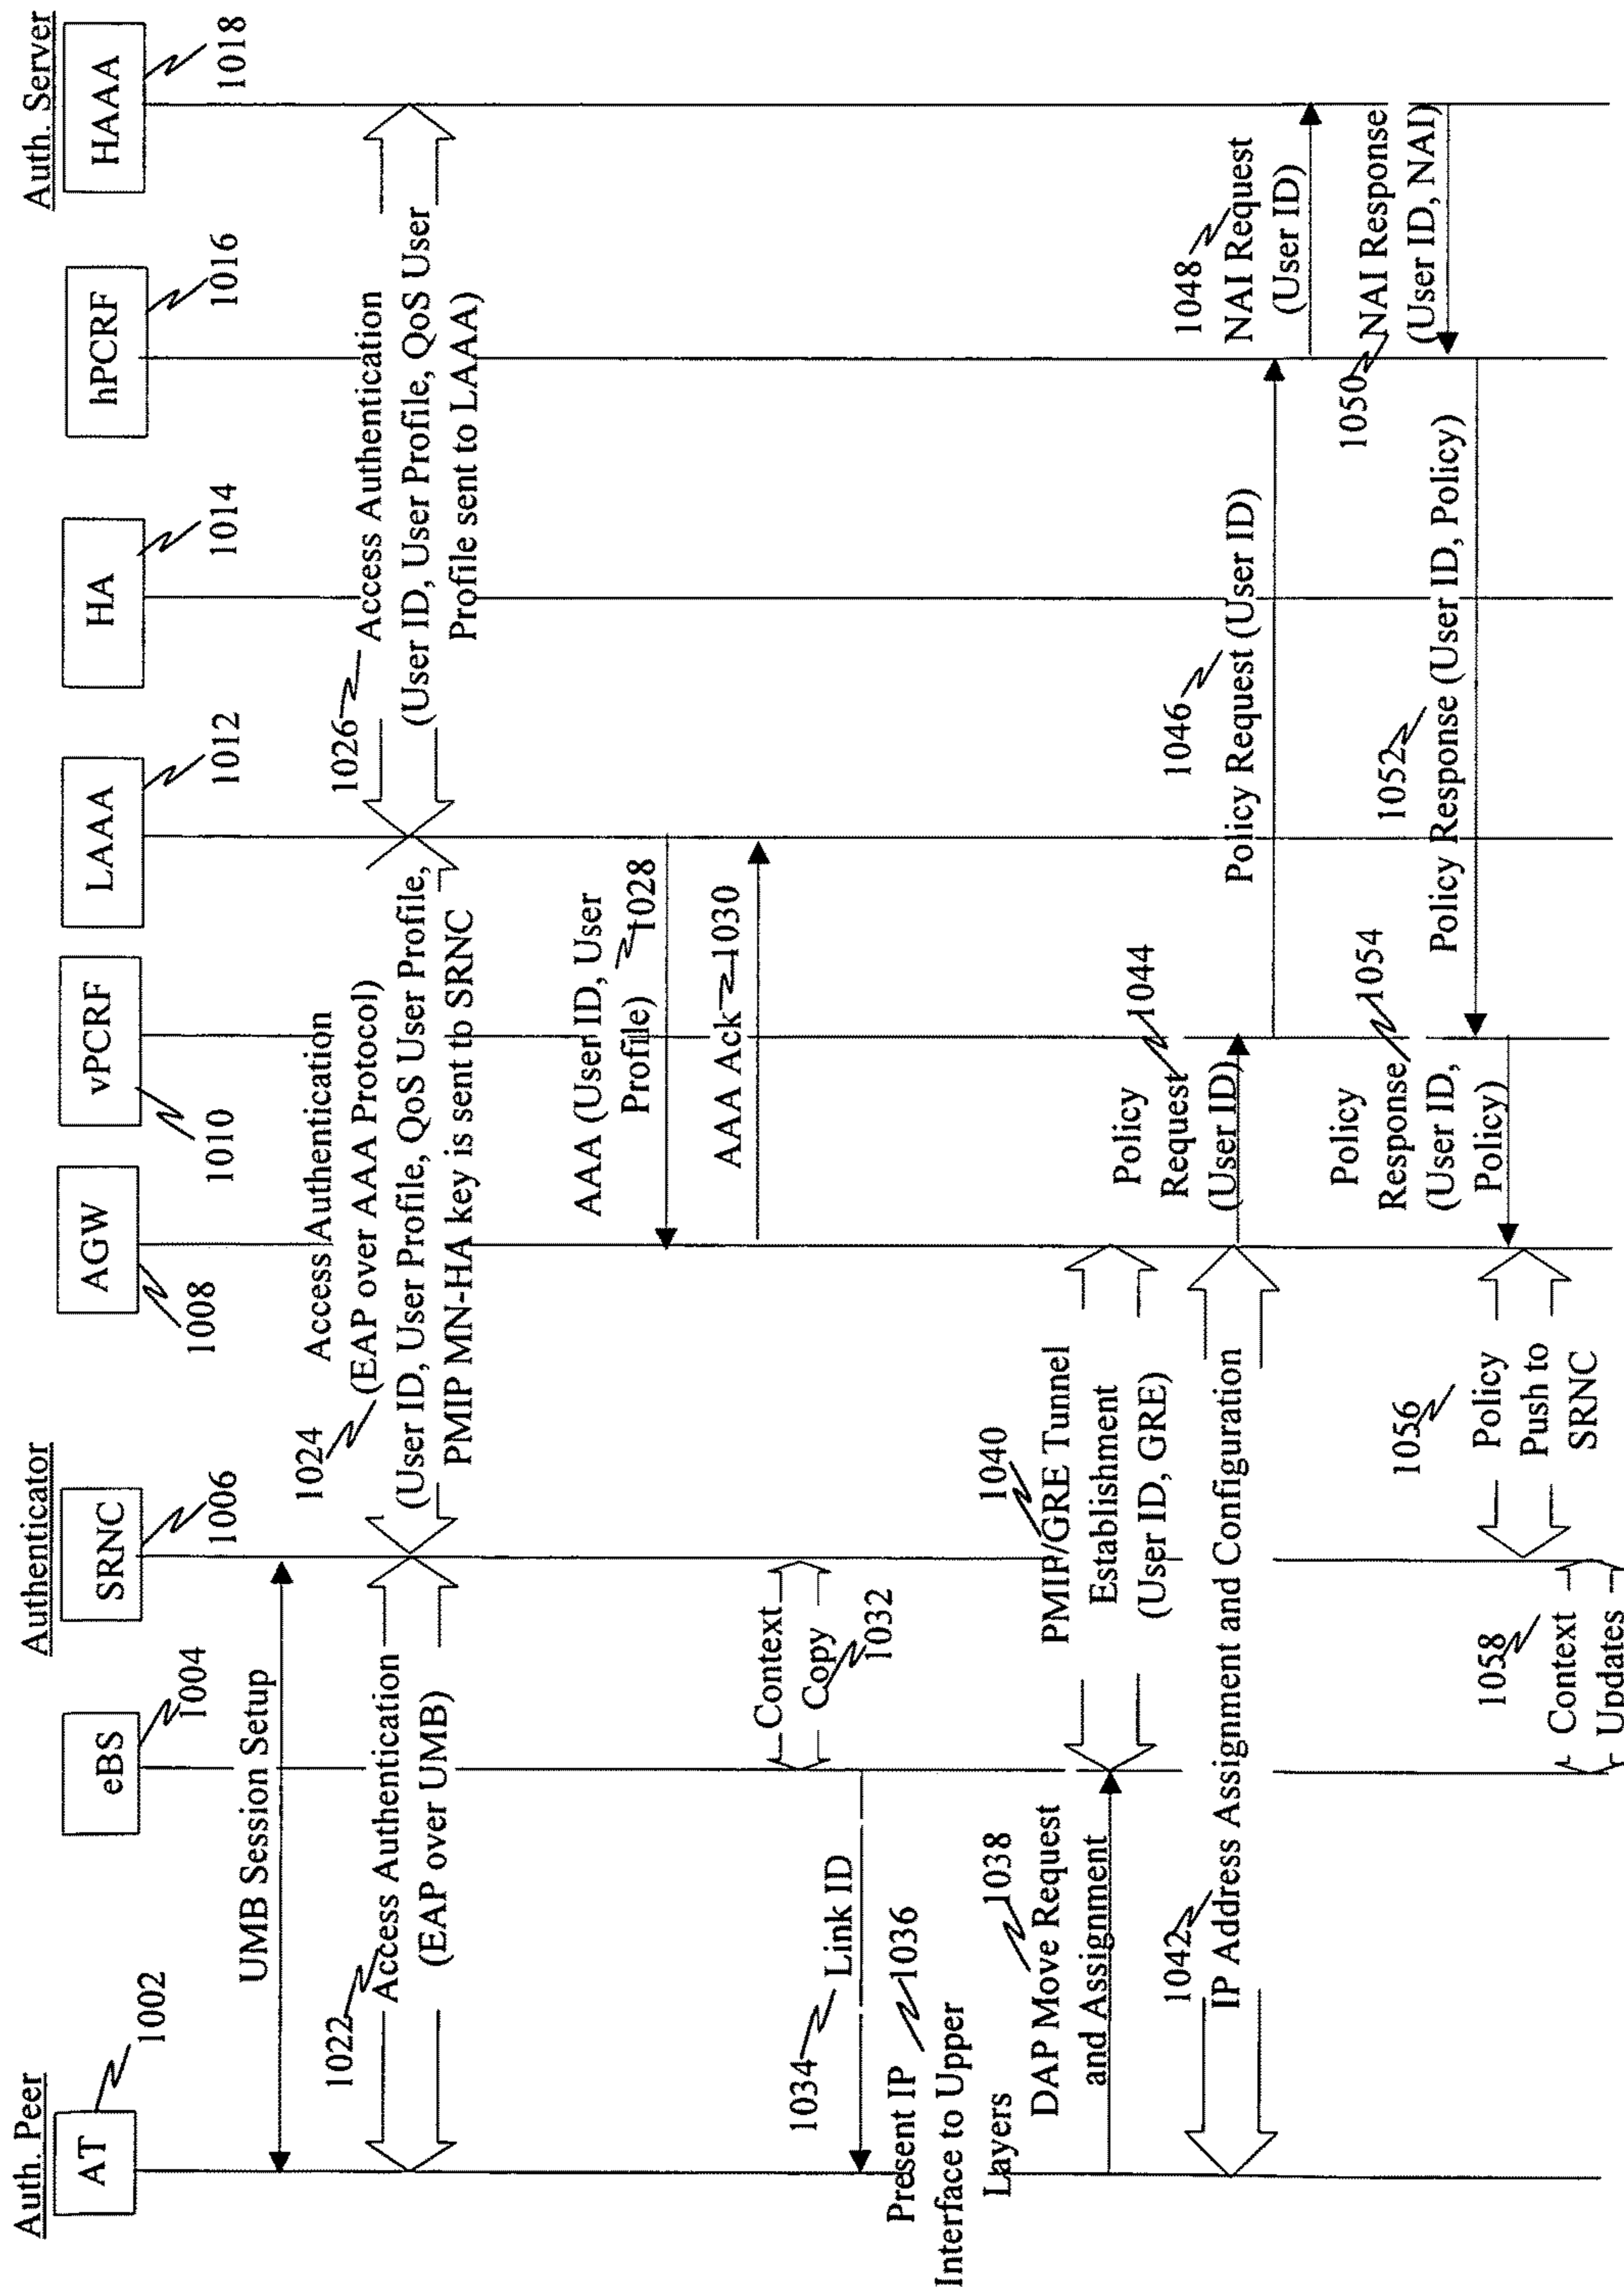 Auth. Peer
Authenticator
Auth. Server
AT
eBS
SRNC
AGW
vPCRF
LAAA
HA
hPCRF
HAAA
1002
1004
1006
1008
1010
1012
1014
1016
1018
UMB Session Setup
1022
Access Authentication
(EAP over UMB)
1024
Access Authentication
(EAP over AAA Protocol)
(User ID, User Profile, QoS User Profile,
PMIP MN-HA key is sent to SRNC
1026
Access Authentication
(User ID, User Profile, QoS User
Profile sent to LAAA)
AAA (User ID, User
Profile)
1028
AAA Ack
1030
Context
Copy
1032
1034
Link ID
Present IP
1036
Interface to Upper
Layers
1038
DAP Move Request
and Assignment
1040
PMIP/GRE Tunnel
Establishment
(User ID, GRE)
1042
IP Address Assignment and Configuration
Policy
1044
Request
(User ID)
1046
Policy Request (User ID)
1048
NAI Request
(User ID)
1050
NAI Response
(User ID, NAI)
1052
Policy Response (User ID, Policy)
1054
Policy
Response
(User ID,
Policy)
1056
Policy
Push to
SRNC
1058
Context
Updates